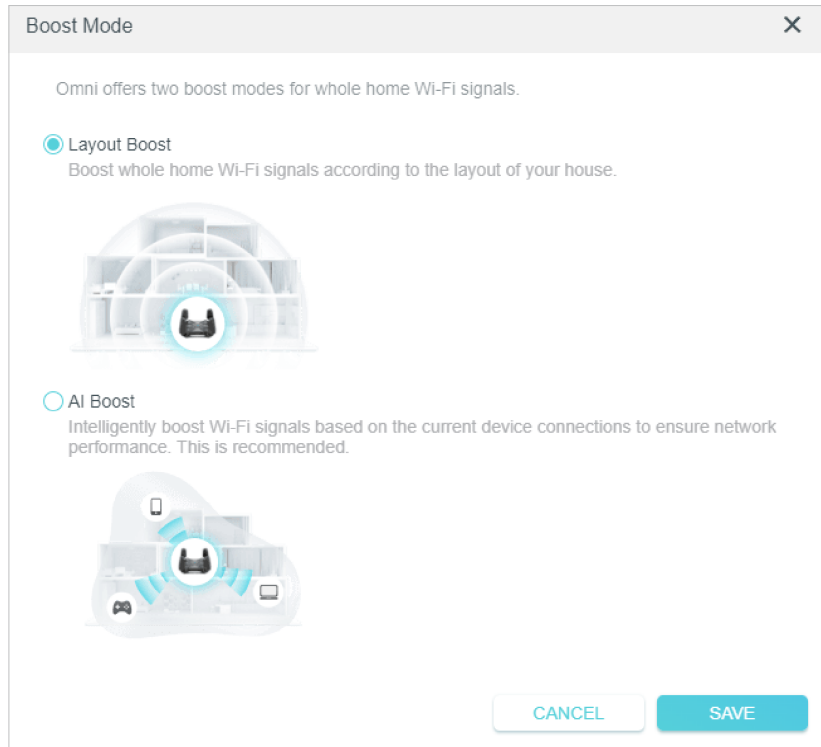 Boost Mode
Omni offers two boost modes for whole home Wi-Fi signals.
Layout Boost
Boost whole home Wi-Fi signals according to the layout of your house.
AI Boost
Intelligently boost Wi-Fi signals based on the current device connections to ensure network
performance. This is recommended.
CANCEL
SAVE